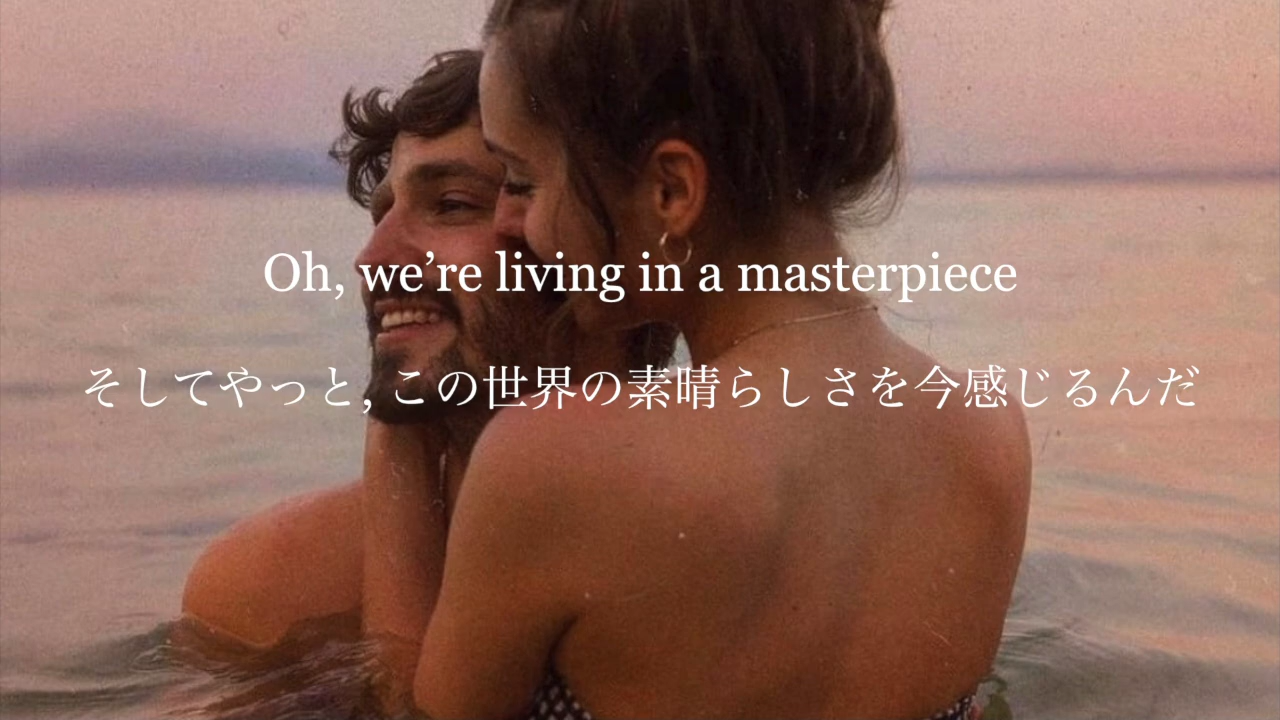 Oh, we’re living in a masterpiece
そしてやっと, この世界の素晴らしさを今感じるんだ